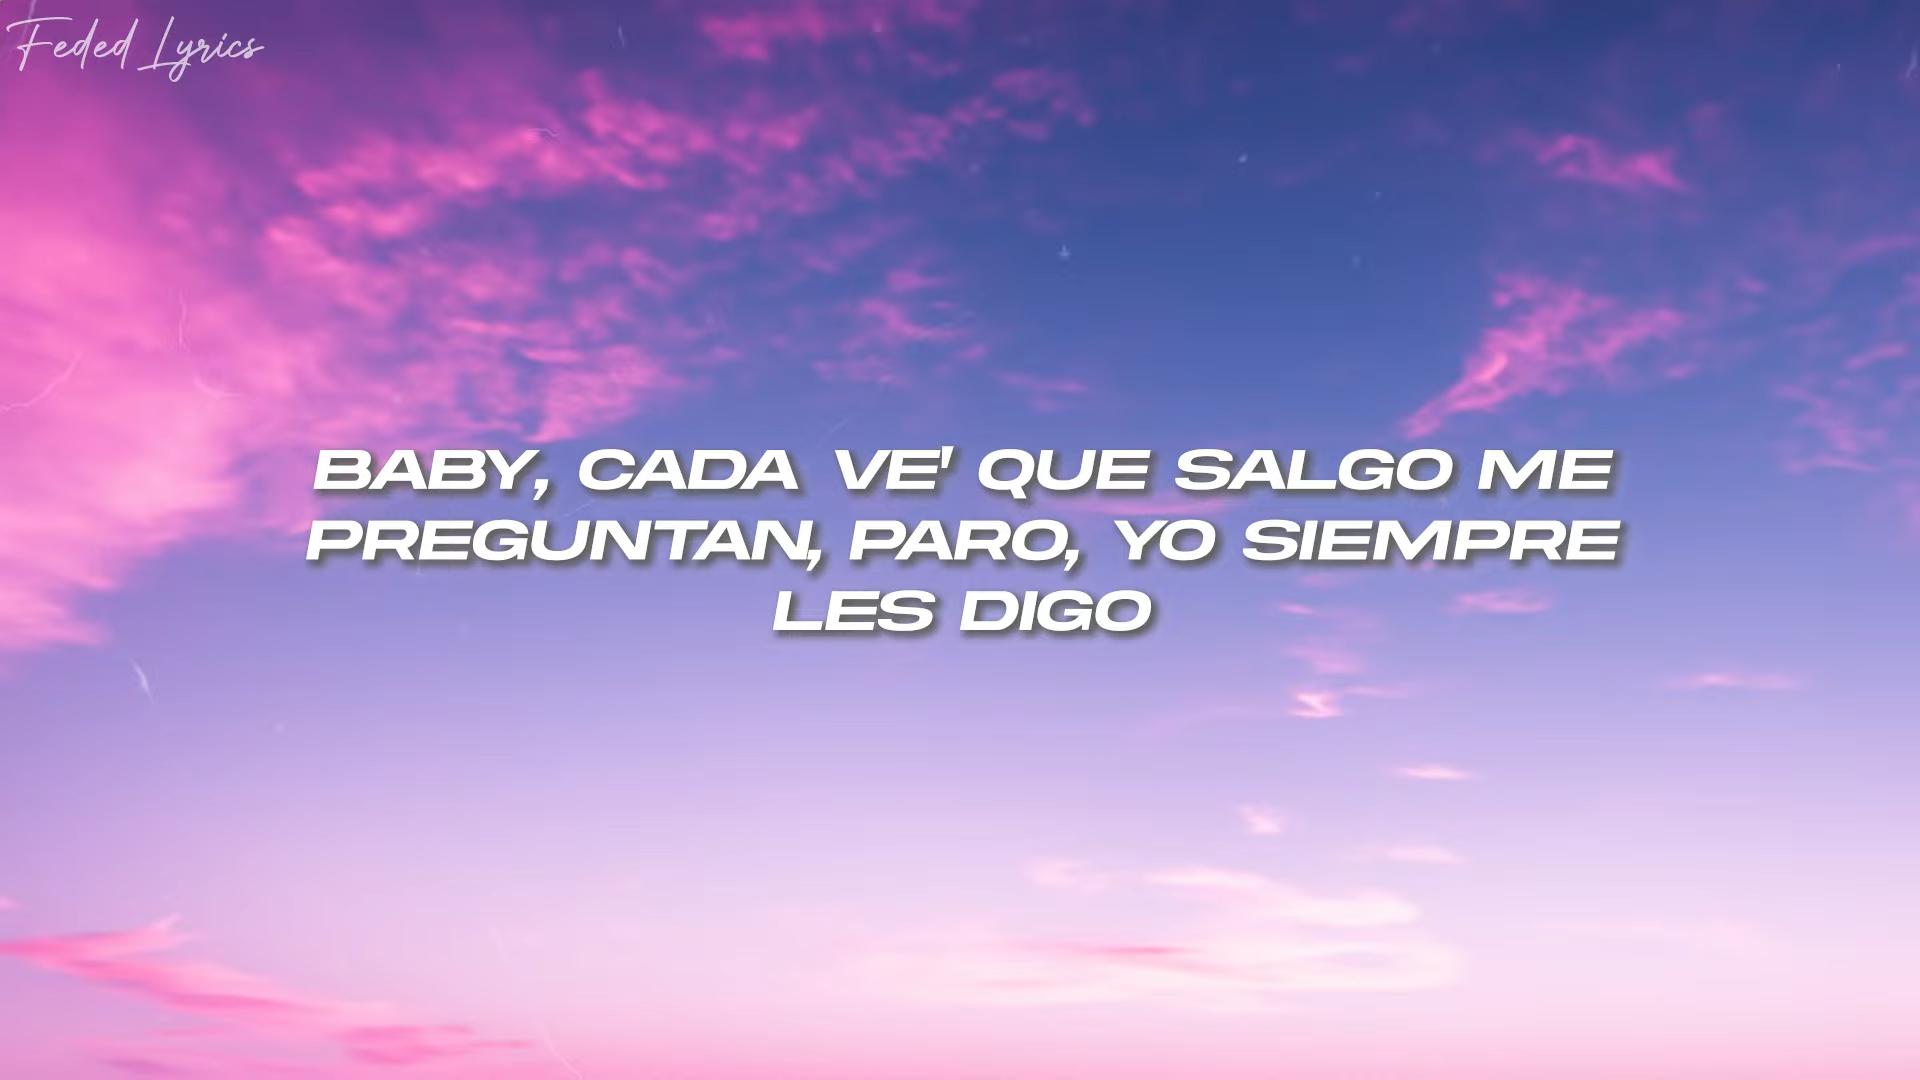 Feded Lyrics
BABY, CADA VE' QUE SALGO ME
PREGUNTAN, PARO, YO SIEMPRE
LES DIGO